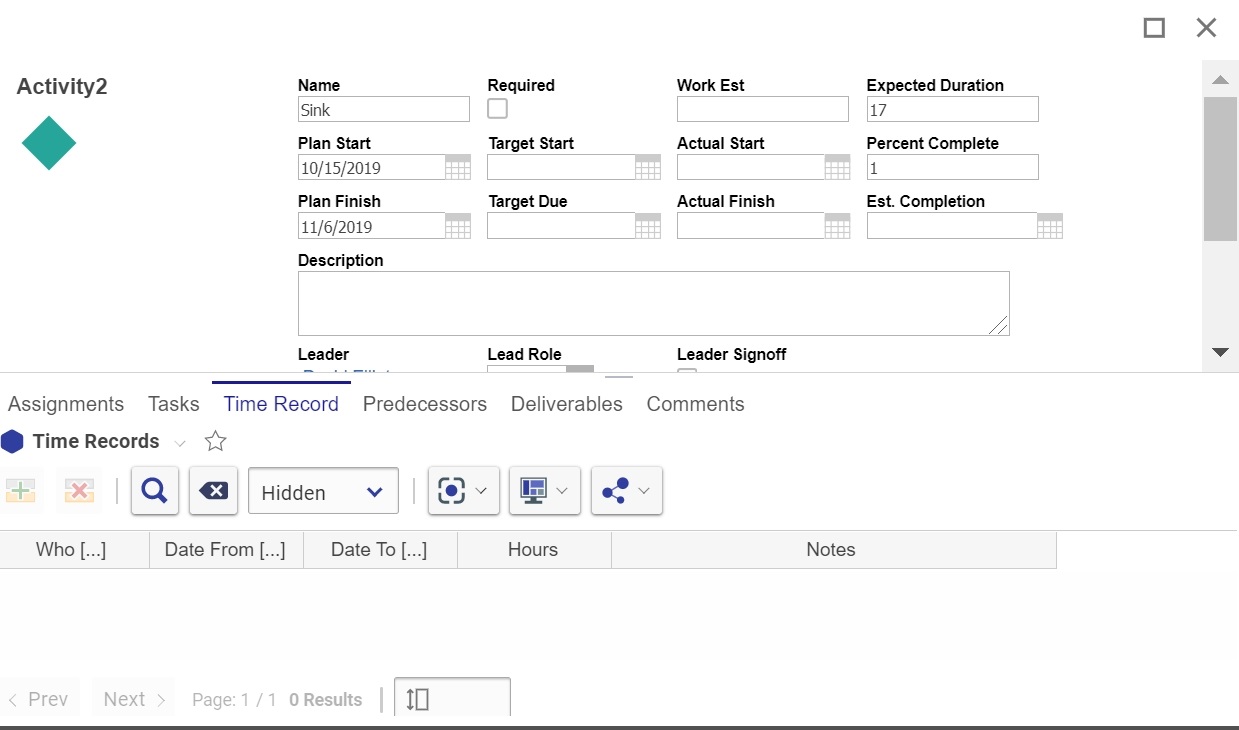 Activity2
Name Required Work Est Expected Duration
Sink 17
Plan Start Target Start Actual Start Percent Complete
10/15/2019 1
Plan Finish Target Due Actual Finish Est. Completion
11/6/2019
Description
Leader Lead Role Leader Signoff
Assignments Tasks Time Record Predecessors Deliverables Comments
Time Records
Hidden
Who [...] Date From [...] Date To [...] Hours Notes
Prev Next Page: 1 / 1 0 Results